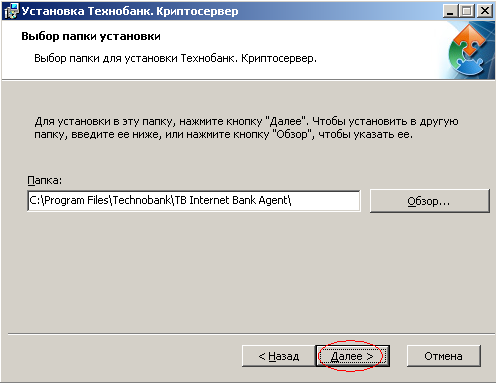 Установка Технобанк. Криптосервер
Выбор папки установки
Выбор папки для установки Технобанк. Криптосервер.
Для установки в эту папку, нажмите кнопку "Далее". Чтобы установить в другую
папку, введите ее ниже, или нажмите кнопку "Обзор", чтобы указать ее.
Папка:
C:\Program Files\Technobank\TB Internet Bank Agent\
Обзор...
< Назад
Далее >
Отмена